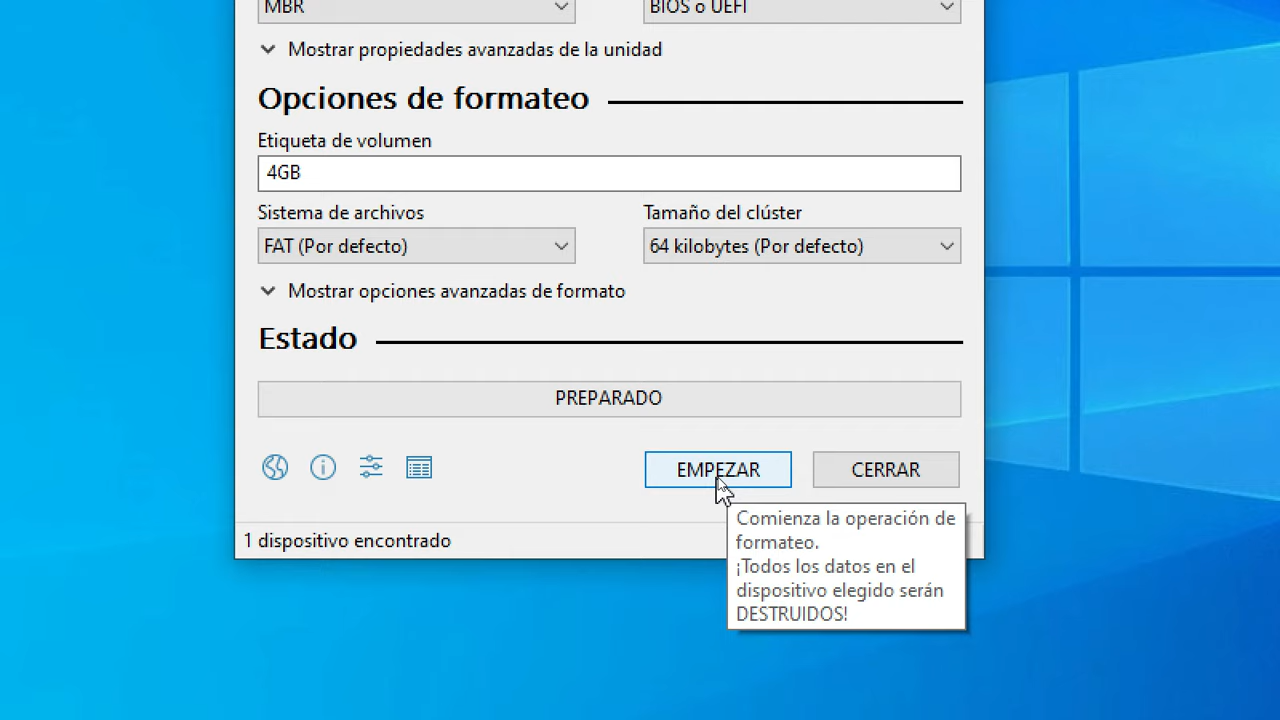 MBR
BIOS o UEFI
Mostrar propiedades avanzadas de la unidad
Opciones de formateo
Etiqueta de volumen
4GB
Sistema de archivos
Tamaño del clúster
FAT (Por defecto)
64 kilobytes (Por defecto)
Mostrar opciones avanzadas de formato
Estado
PREPARADO
EMPEZAR
CERRAR
Comienza la operación de
formateo.
¡Todos los datos en el
dispositivo elegido serán
DESTRUIDOS!
1 dispositivo encontrado